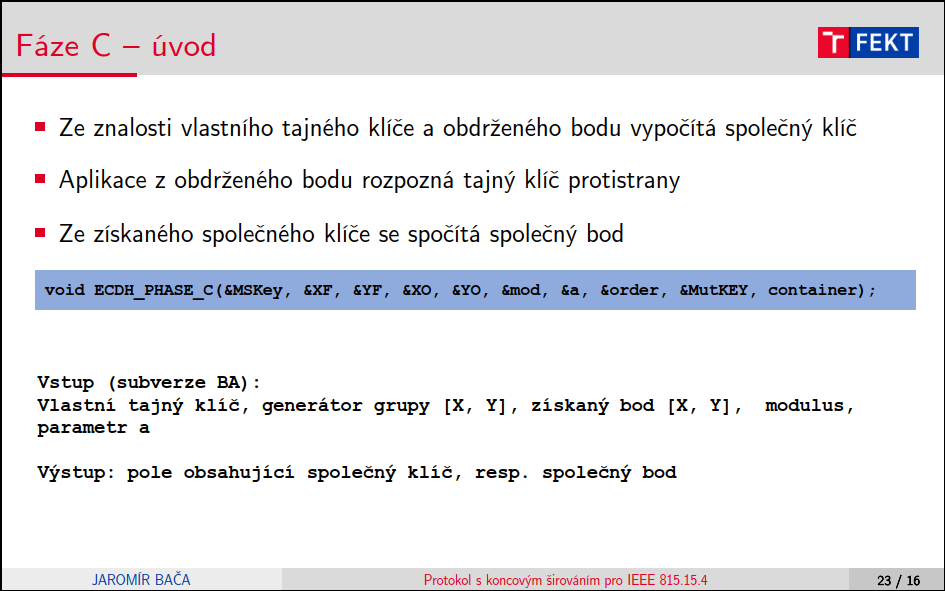 Fáze C – úvod
T FEKT
Ze znalosti vlastního tajného klíče a obdrženého bodu vypočítá společný klíč
Aplikace z obdrženého bodu rozpozná tajný klíč protistrany
Ze získaného společného klíče se spočítá společný bod
void ECDH_PHASE_C(&MSKey, &XF, &YF, &XO, &YO, &mod, &a, &order, &MutKEY, container);
Vstup (subverze BA):
Vlastní tajný klíč, generátor grupy [X, Y], získaný bod [X, Y], modulus,
parametr a
Výstup: pole obsahující společný klíč, resp. společný bod
JAROMÍR BAČA
Protokol s koncovým širováním pro IEEE 815.15.4
23 / 16